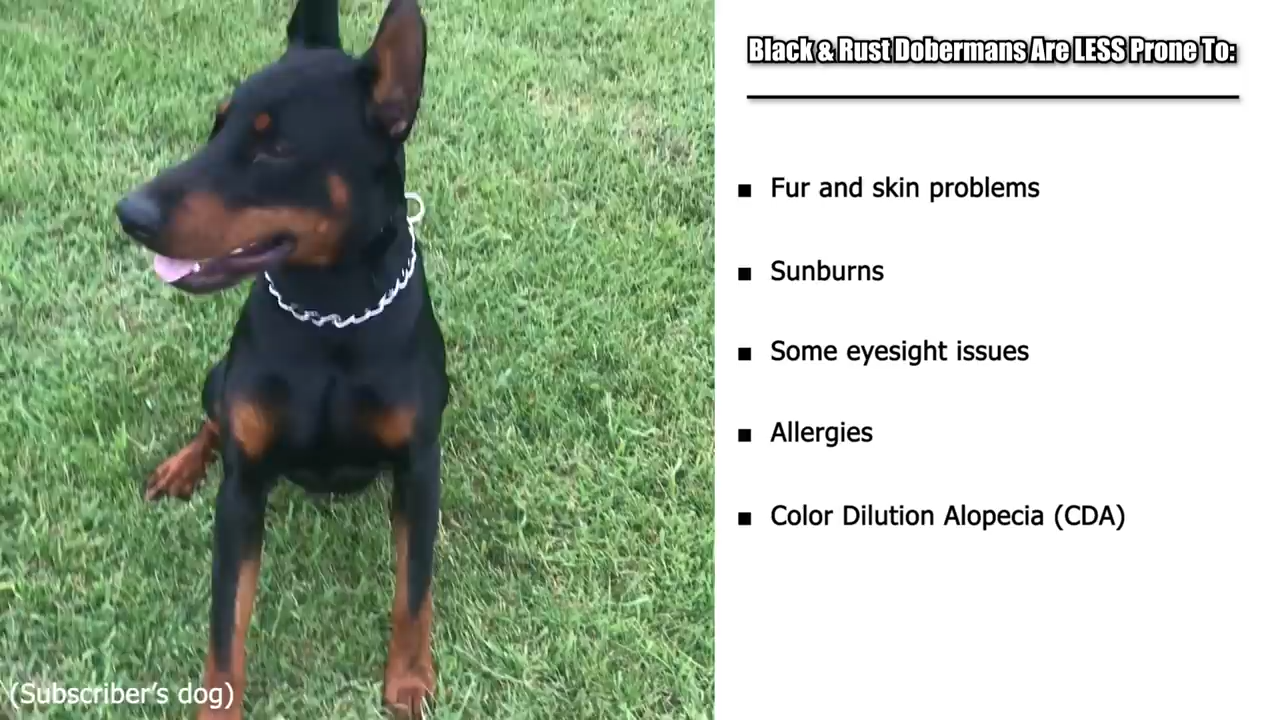 Black & Rust Dobermans Are LESS Prone To:
▪ Fur and skin problems
▪ Sunburns
▪ Some eyesight issues
▪ Allergies
▪ Color Dilution Alopecia (CDA)
(Subscriber's dog)